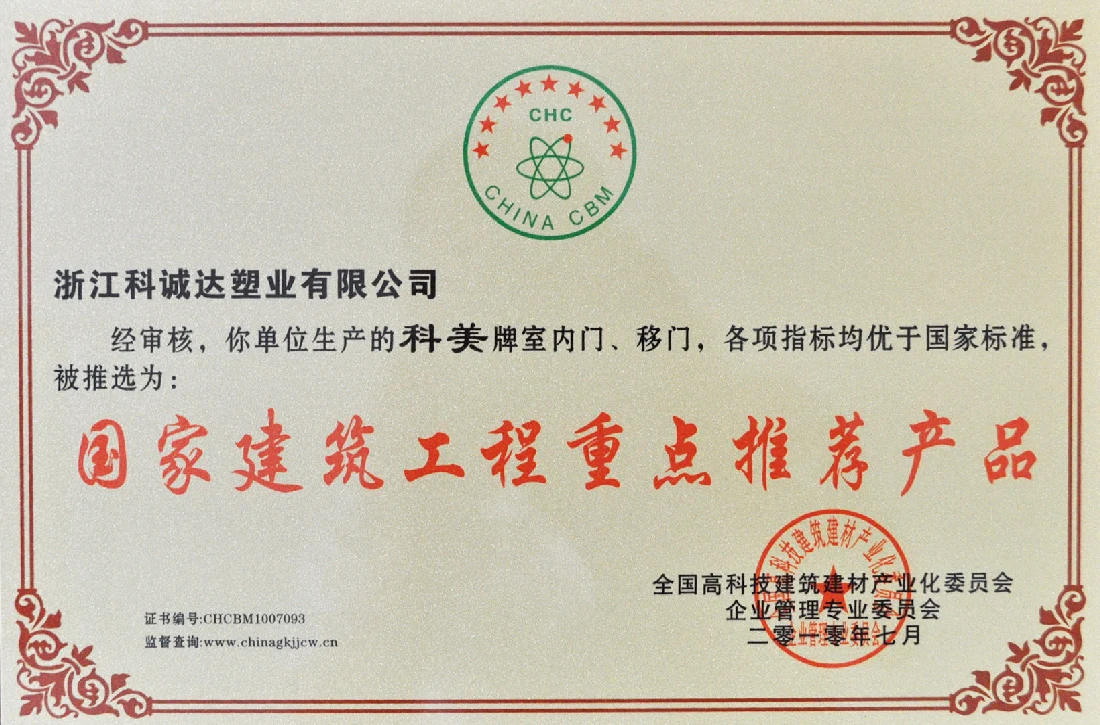 CHC
CHINA CBM
浙江科诚达塑业有限公司
经审核，你单位生产的科美牌室内门、移门，各项指标均优于国家标准，
被推选为：
国家建筑工程重点推荐产品
全国高科技建筑建材产业化委员会
企业管理专业委员会
二零一零年七月
证书编号:CHCBM1007093
监督查询:www.chinagkjjcw.cn